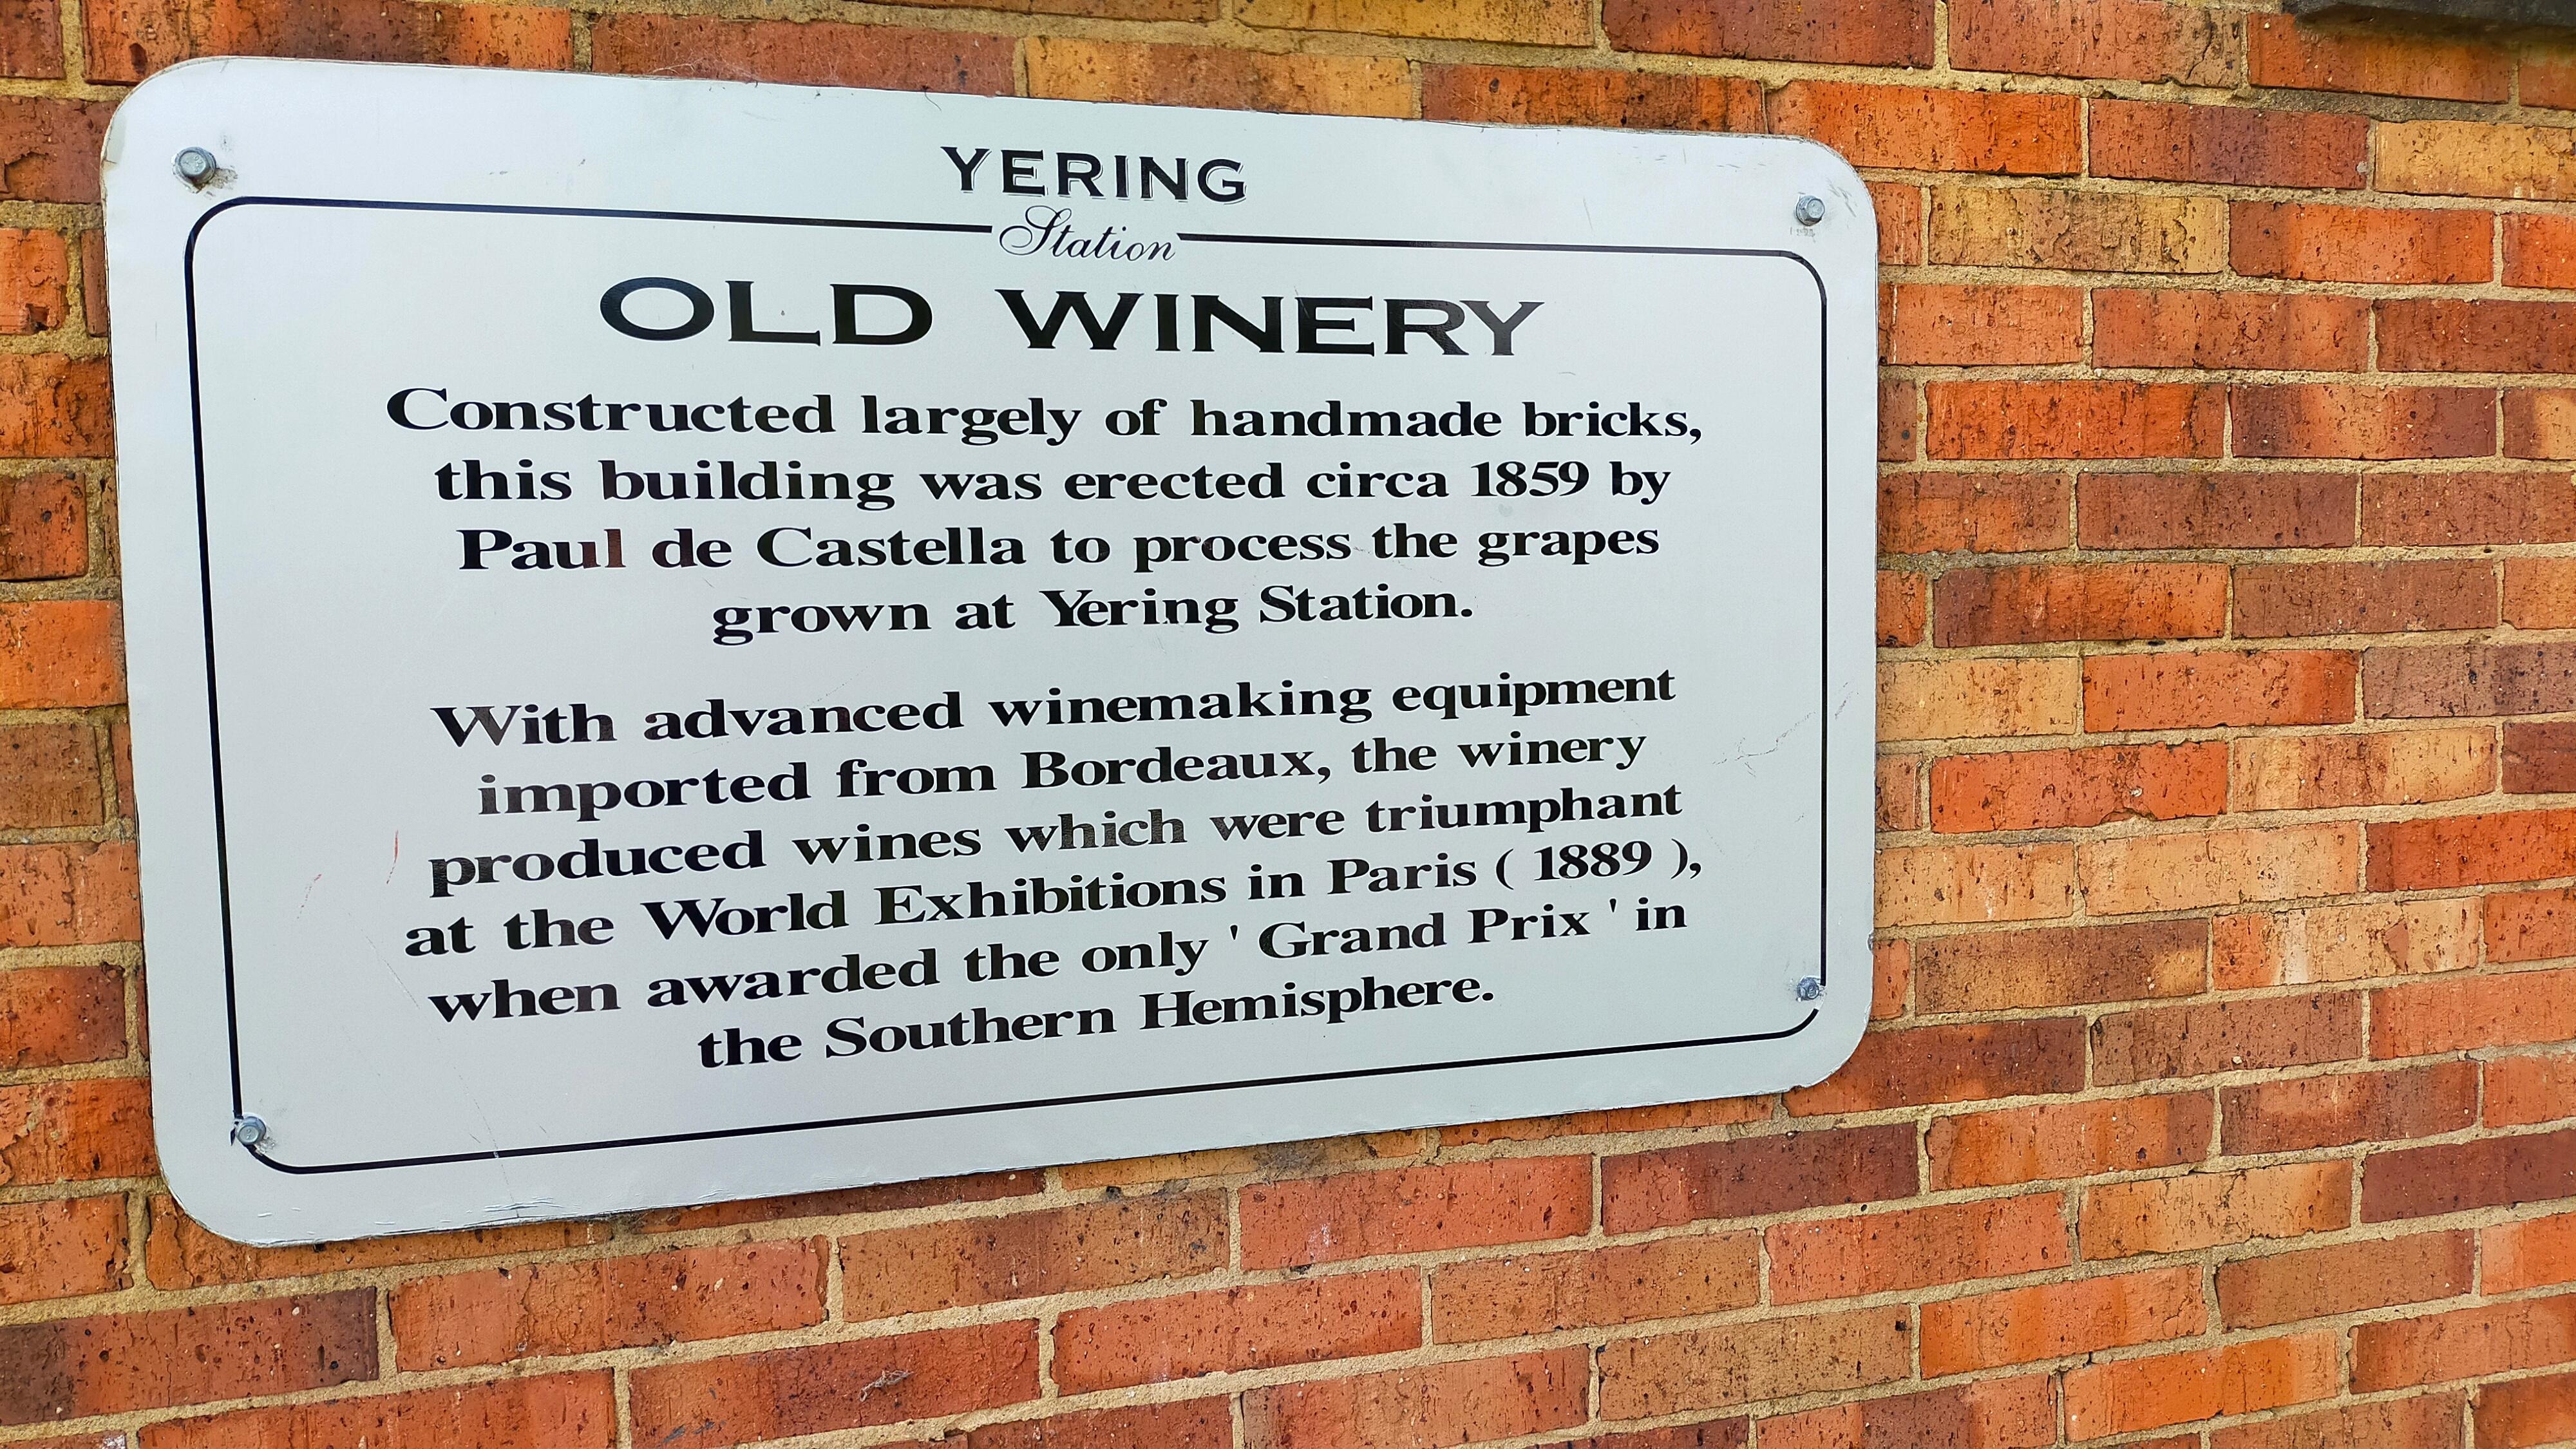 YERING
Station
OLD WINERY
Constructed largely of handmade bricks,
this building was erected circa 1859 by
Paul de Castella to process the grapes
grown at Yering Station.
With advanced winemaking equipment
imported from Bordeaux, the winery
produced wines which were triumphant
at the World Exhibitions in Paris ( 1889 ),
when awarded the only ' Grand Prix ' in
the Southern Hemisphere.